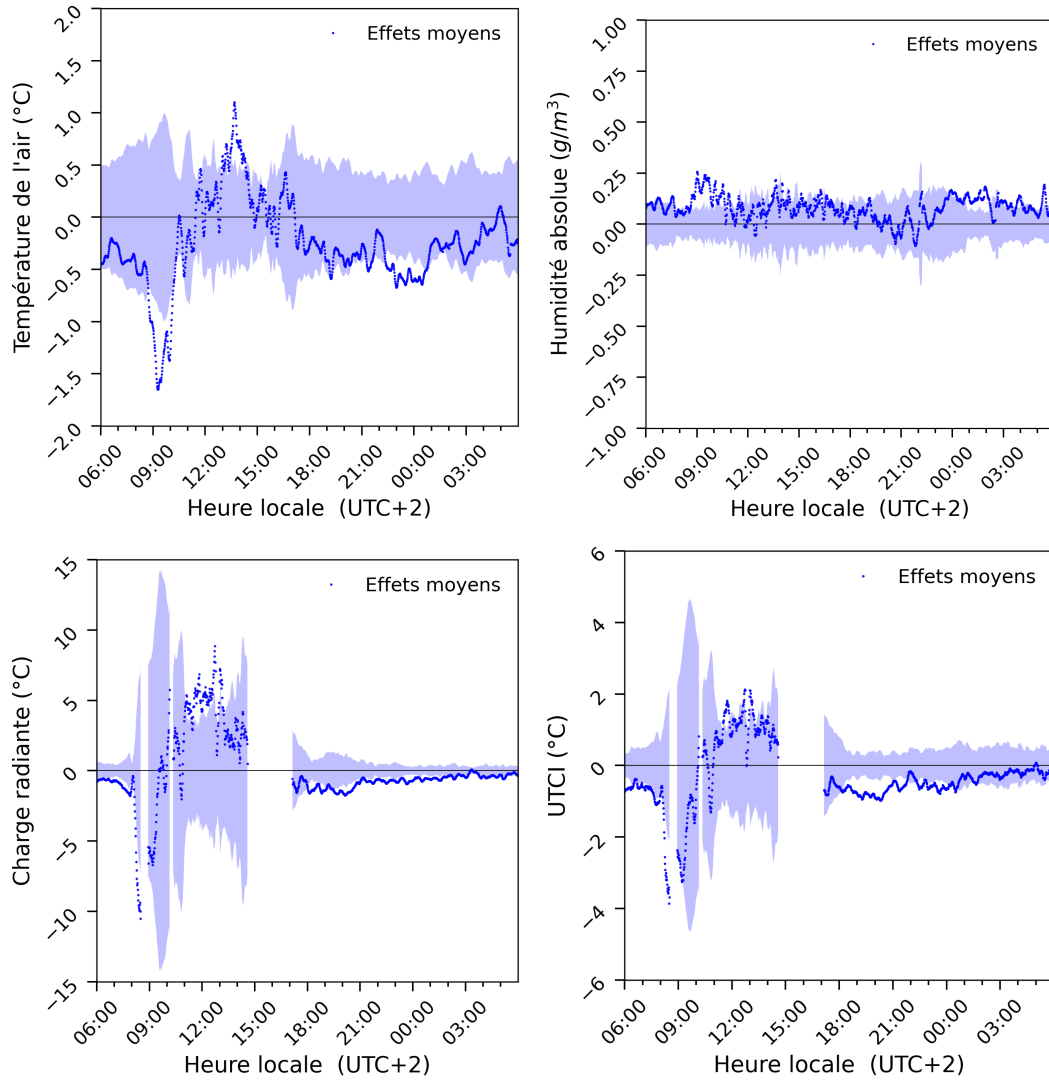 Effets moyens
Température de l'air (°C)
2.0
1.5
1.0
0.5
0.0
−0.5
−1.0
−1.5
−2.0
06:00 09:00 12:00 15:00 18:00 21:00 00:00 03:00
Heure locale (UTC+2)
Effets moyens
Humidité absolue (g/m³)
1.00
0.75
0.50
0.25
0.00
−0.25
−0.50
−0.75
−1.00
06:00 09:00 12:00 15:00 18:00 21:00 00:00 03:00
Heure locale (UTC+2)
Effets moyens
Charge radiante (°C)
15
10
5
0
−5
−10
−15
06:00 09:00 12:00 15:00 18:00 21:00 00:00 03:00
Heure locale (UTC+2)
Effets moyens
UTCI (°C)
6
4
2
0
−2
−4
−6
06:00 09:00 12:00 15:00 18:00 21:00 00:00 03:00
Heure locale (UTC+2)